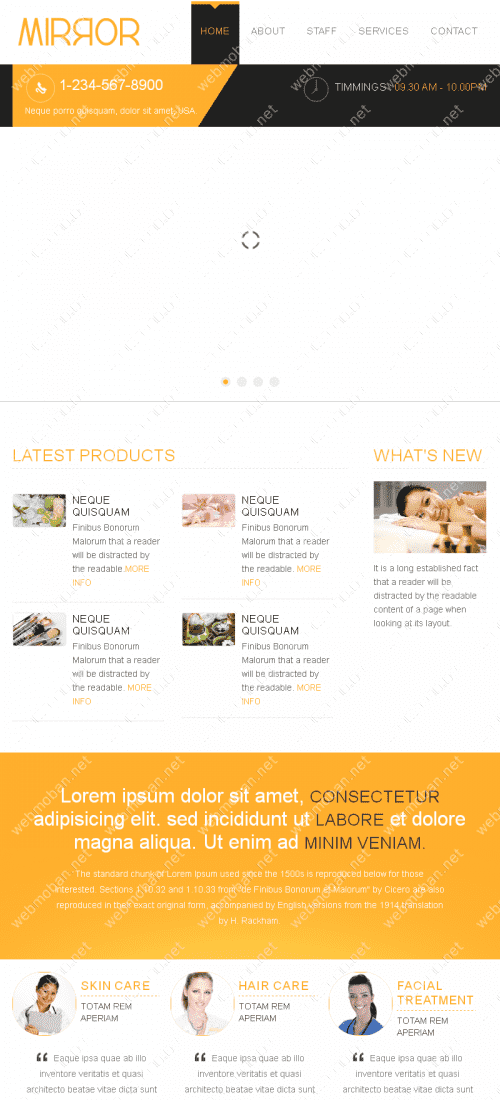 MIRROR
HOME ABOUT STAFF SERVICES CONTACT
1-234-567-8900
TIMMINGS : 09.30 AM - 10.00PM
Neque porro quisquam, dolor sit amet, USA.
LATEST PRODUCTS
NEQUE
QUISQUAM
Finibus Bonorum
Malorum that a reader
will be distracted by
the readable.MORE
INFO
NEQUE
QUISQUAM
Finibus Bonorum
Malorum that a reader
will be distracted by
the readable. MORE
INFO
NEQUE
QUISQUAM
Finibus Bonorum
Malorum that a reader
will be distracted by
the readable. MORE
INFO
NEQUE
QUISQUAM
Finibus Bonorum
Malorum that a reader
will be distracted by
the readable. MORE
INFO
WHAT'S NEW
It is a long established fact
that a reader will be
distracted by the readable
content of a page when
looking at its layout.
Lorem ipsum dolor sit amet, CONSECTETUR
adipisicing elit. sed incididunt ut LABORE et dolore
magna aliqua. Ut enim ad MINIM VENIAM.
"The standard chunk of Lorem Ipsum used since the 1500s is reproduced below for those
interested. Sections 1.10.32 and 1.10.33 from "de Finibus Bonorum et Malorum" by Cicero are also
reproduced in their exact original form, accompanied by English versions from the 1914 translation
by H. Rackham.
SKIN CARE
TOTAM REM
APERIAM
“ Eaque ipsa quae ab illo
inventore veritatis et quasi
architecto beatae vitae dicta sunt
HAIR CARE
TOTAM REM
APERIAM
“ Eaque ipsa quae ab illo
inventore veritatis et quasi
architecto beatae vitae dicta sunt
FACIAL
TREATMENT
TOTAM REM
APERIAM
“ Eaque ipsa quae ab illo
inventore veritatis et quasi
architecto beatae vitae dicta sunt
webmoban.net